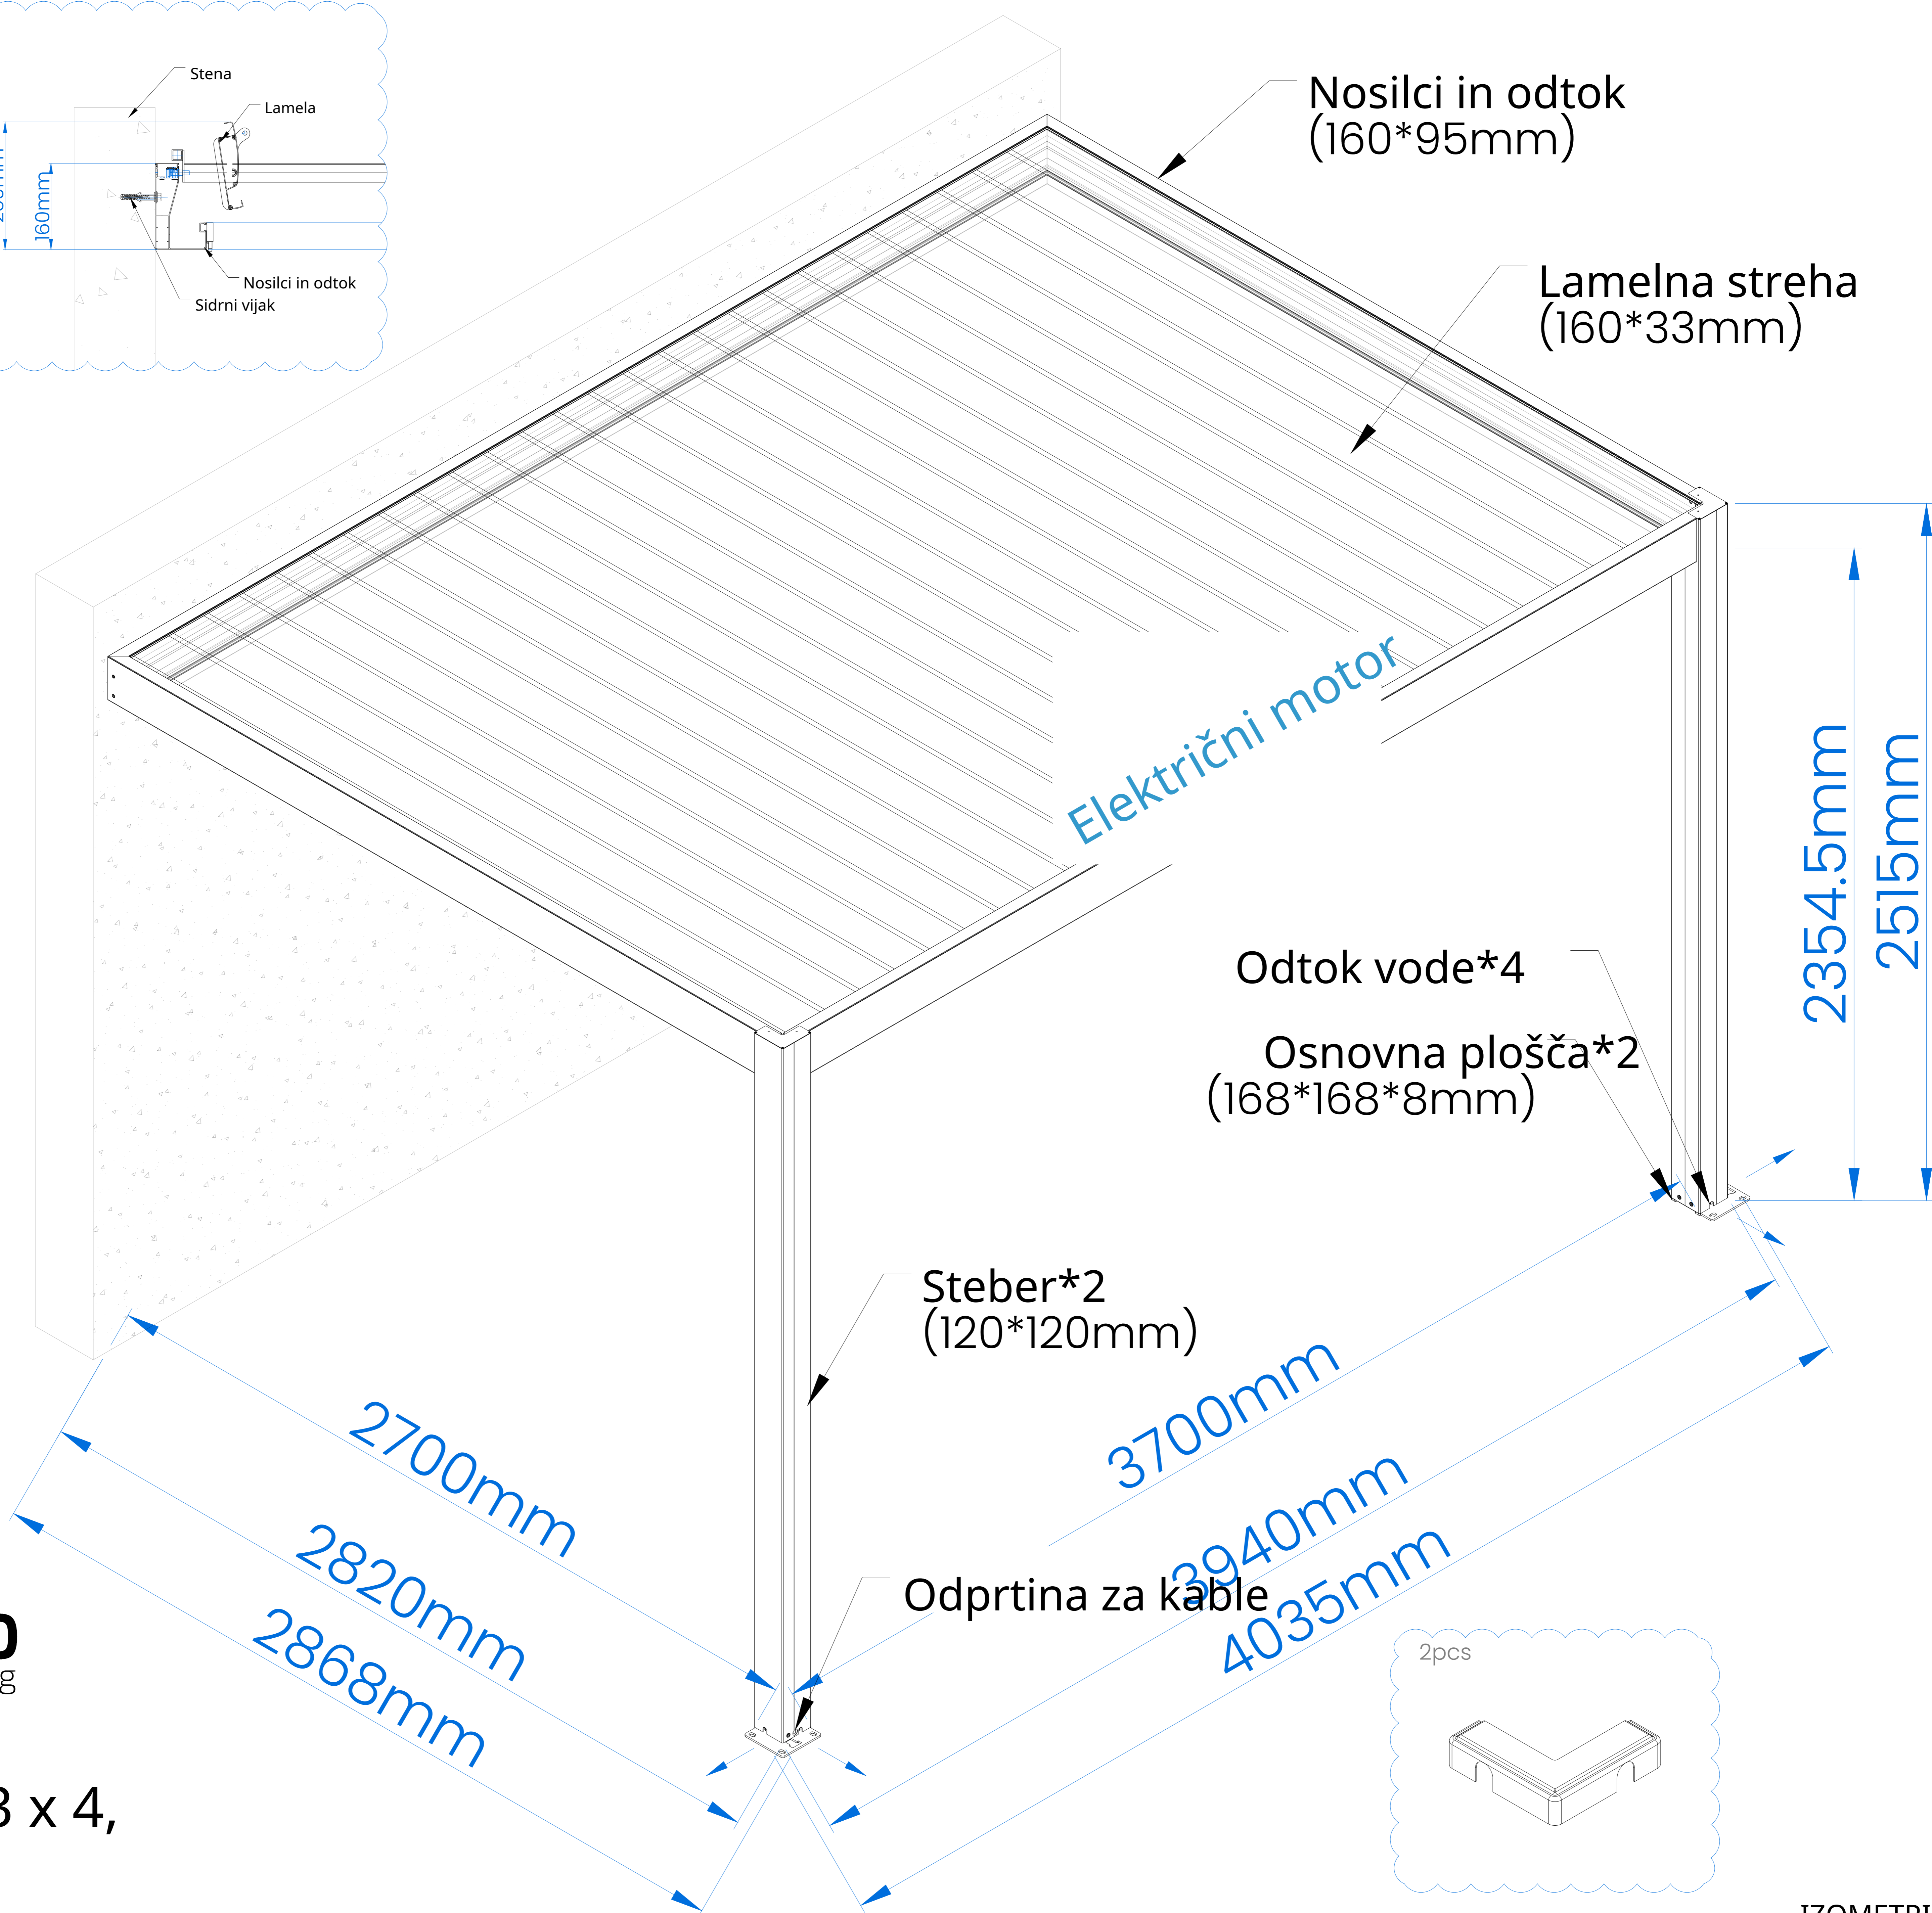 Stena
Lamela
160mm
Nosilci in odtok
Sidrni vijak
Nosilci in odtok
(160*95mm)
Lamelna streha
(160*33mm)
Električni motor
2354.5mm
2515mm
Odtok vode*4
Osnovna plošča*2
(168*168*8mm)
Steber*2
(120*120mm)
2700mm
2820mm
2868mm
3700mm
3940mm
4035mm
Odprtina za kable
2pcs
3 x 4,